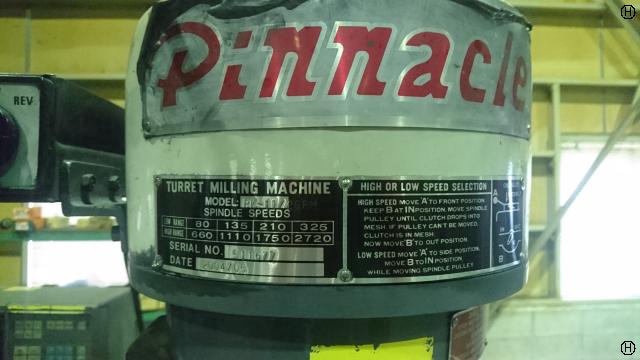 REV
Pinnacle
TURRET MILLING MACHINE
MODEL:
SPINDLE SPEEDS
LOW RANGE 80 135 210 325
HIGH RANGE 660 1110 1750 2720
SERIAL NO.
DATE 2004/05
HIGH OR LOW SPEED SELECTION
HIGH SPEED MOVE 'A' TO FRONT POSITION.
KEEP B AT IN POSITION. MOVE SPINDLE
PULLEY UNTIL CLUTCH DROPS INTO
MESH. IF PULLEY CAN'T BE MOVED.
CLUTCH IS IN MESH.
NOW MOVE 'B' TO OUT POSITION.
LOW SPEED MOVE 'A' TO SIDE POSITION.
MOVE B TO IN POSITION
WHILE MOVING SPINDLE PULLEY.
A
B
H
H